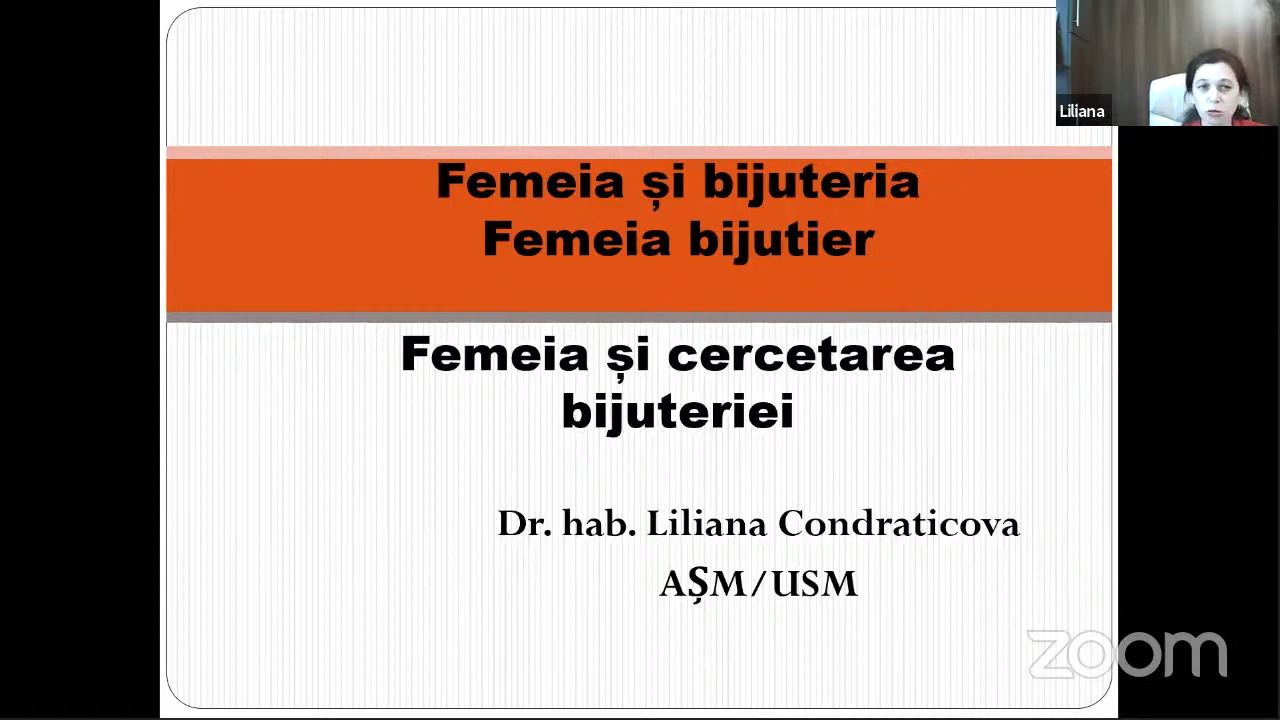 Liliana
Femeia și bijuteria
Femeia bijutier
Femeia și cercetarea
bijuteriei
Dr. hab. Liliana Condraticova
AȘM/USM
zoom